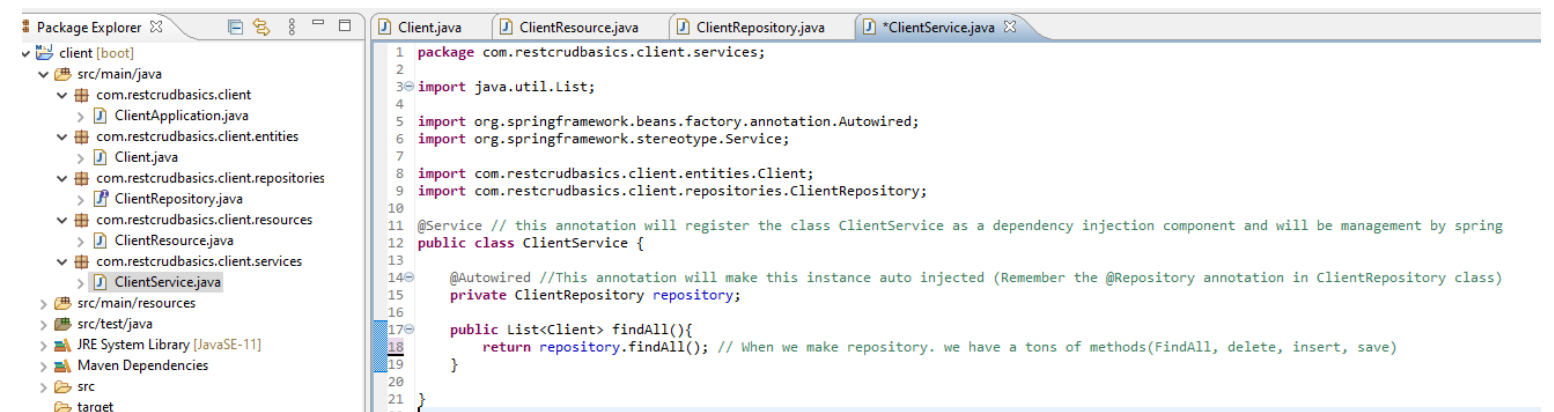 Package Explorer
client [boot]
src/main/java
com.restcrudbasics.client
ClientApplication.java
com.restcrudbasics.client.entities
Client.java
com.restcrudbasics.client.repositories
ClientRepository.java
com.restcrudbasics.client.resources
ClientResource.java
com.restcrudbasics.client.services
ClientService.java
src/main/resources
src/test/java
JRE System Library [JavaSE-11]
Maven Dependencies
src
target
Client.java ClientResource.java ClientRepository.java *ClientService.java
1 package com.restcrudbasics.client.services;
2
3 import java.util.List;
4
5 import org.springframework.beans.factory.annotation.Autowired;
6 import org.springframework.stereotype.Service;
7
8 import com.restcrudbasics.client.entities.Client;
9 import com.restcrudbasics.client.repositories.ClientRepository;
10
11 @Service // this annotation will register the class ClientService as a dependency injection component and will be management by spring
12 public class ClientService {
13
14 @Autowired //This annotation will make this instance auto injected (Remember the @Repository annotation in ClientRepository class)
15 private ClientRepository repository;
16
17 public List<Client> findAll(){
18 return repository.findAll(); // When we make repository. we have a tons of methods(FindAll, delete, insert, save)
19 }
20
21 }